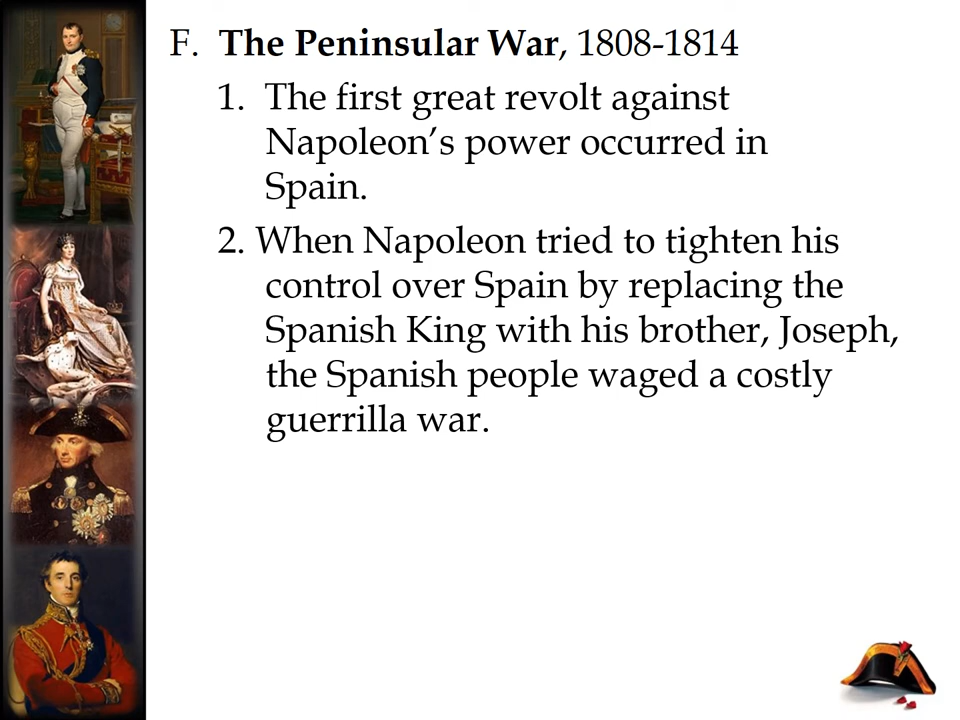 F. The Peninsular War, 1808-1814
1. The first great revolt against
Napoleon’s power occurred in
Spain.
2. When Napoleon tried to tighten his
control over Spain by replacing the
Spanish King with his brother, Joseph,
the Spanish people waged a costly
guerrilla war.